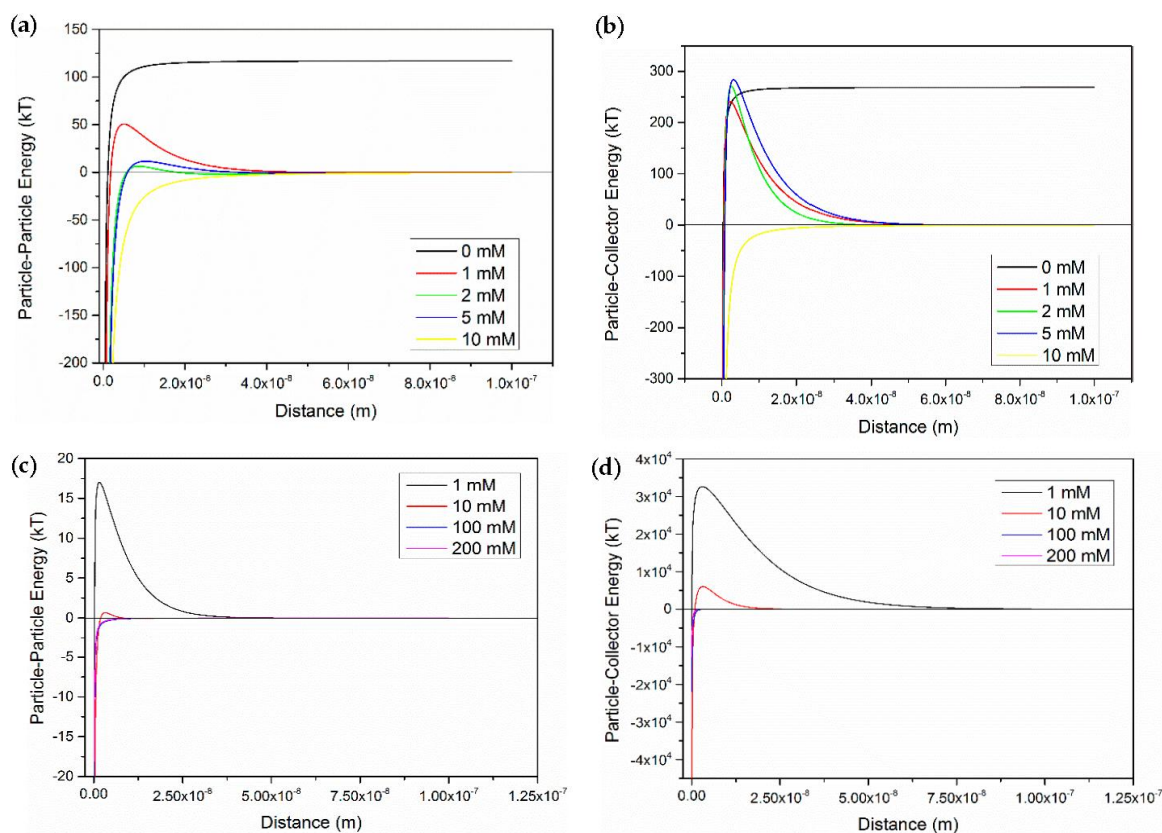 (a)
Particle-Particle Energy (kT)
150
100
50
0
-50
-100
-150
-200
0 mM
1 mM
2 mM
5 mM
10 mM
0.0
2.0x10⁻⁸
4.0x10⁻⁸
6.0x10⁻⁸
8.0x10⁻⁸
1.0x10⁻⁷
Distance (m)
(b)
Particle-Collector Energy (kT)
300
200
100
0
-100
-200
-300
0 mM
1 mM
2 mM
5 mM
10 mM
0.0
2.0x10⁻⁸
4.0x10⁻⁸
6.0x10⁻⁸
8.0x10⁻⁸
1.0x10⁻⁷
Distance (m)
(c)
Particle-Particle Energy (kT)
20
15
10
5
0
-5
-10
-15
-20
1 mM
10 mM
100 mM
200 mM
0.00
2.50x10⁻⁸
5.00x10⁻⁸
7.50x10⁻⁸
1.00x10⁻⁷
1.25x10⁻⁷
Distance (m)
(d)
Particle-Collector Energy (kT)
4x10⁴
3x10⁴
2x10⁴
1x10⁴
0
-1x10⁴
-2x10⁴
-3x10⁴
-4x10⁴
1 mM
10 mM
100 mM
200 mM
0.00
2.50x10⁻⁸
5.00x10⁻⁸
7.50x10⁻⁸
1.00x10⁻⁷
1.25x10⁻⁷
Distance (m)